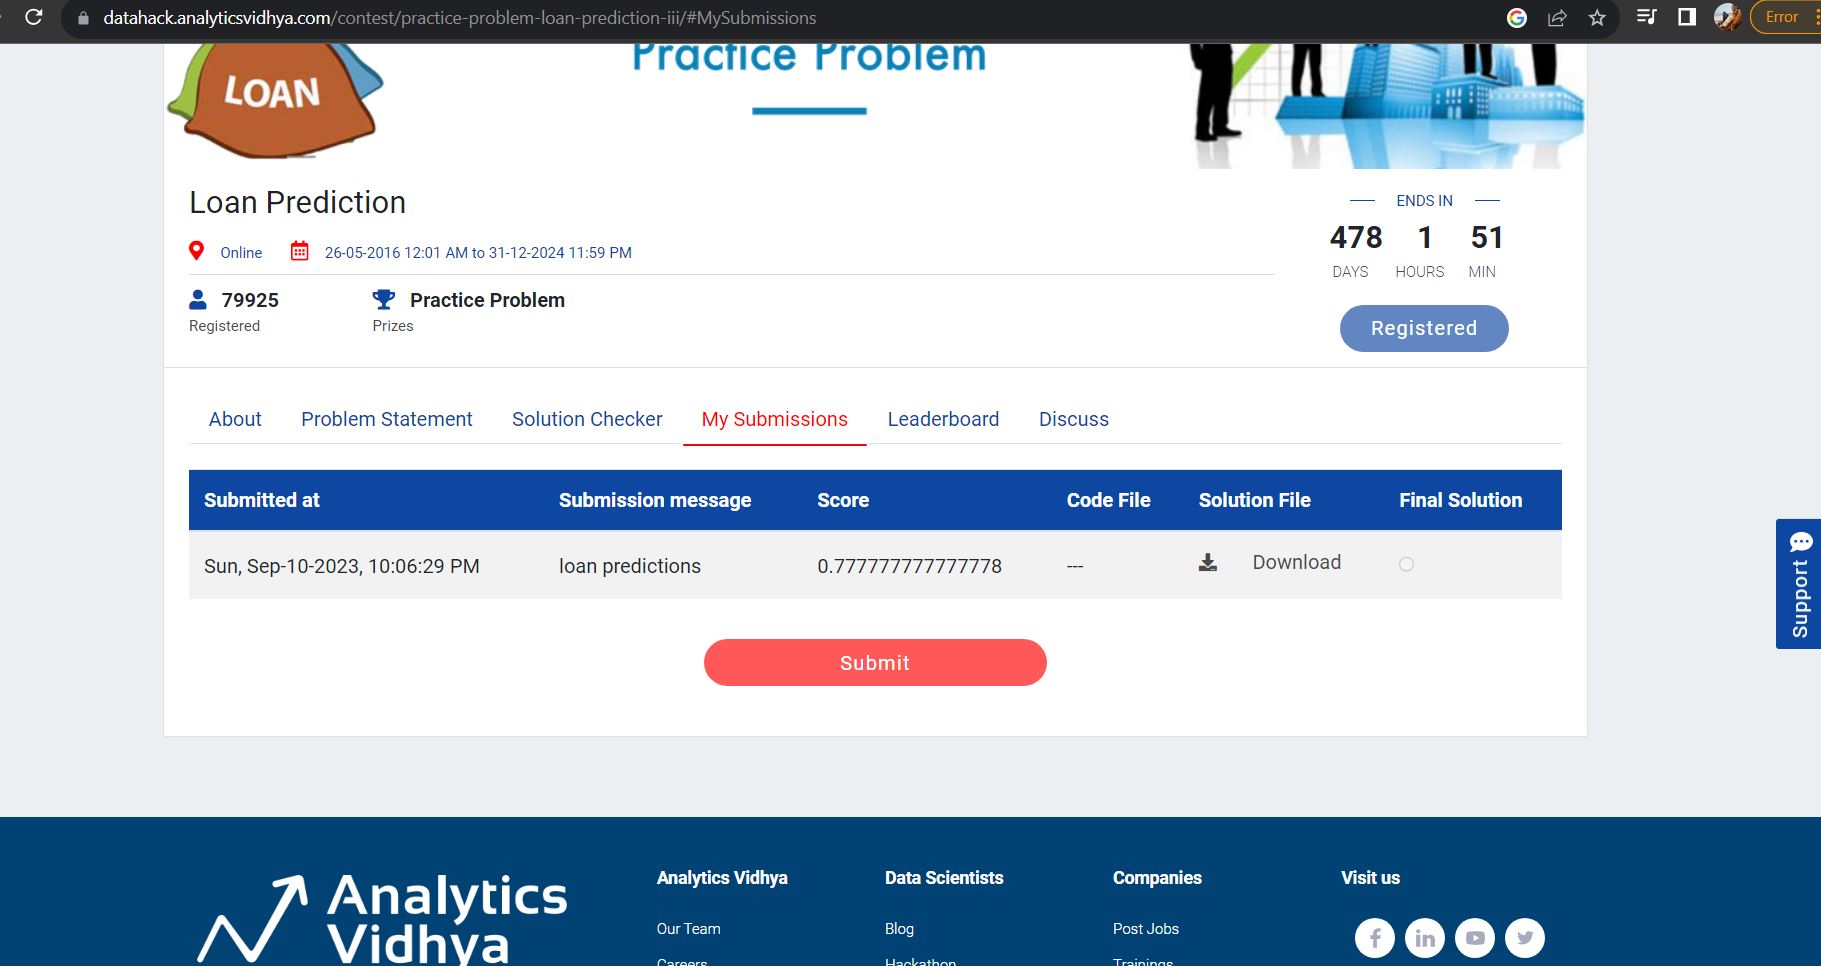 datahack.analyticsvidhya.com/contest/practice-problem-loan-prediction-iii/#MySubmissions
Error
LOAN
Practice Problem
Loan Prediction
Online 26-05-2016 12:01 AM to 31-12-2024 11:59 PM
79925 Practice Problem
Registered Prizes
ENDS IN
478 1 51
DAYS HOURS MIN
Registered
About Problem Statement Solution Checker My Submissions Leaderboard Discuss
Submitted at Submission message Score Code File Solution File Final Solution
Sun, Sep-10-2023, 10:06:29 PM loan predictions 0.777777777777778 --- Download
Submit
Support
Analytics
Vidhya
Analytics Vidhya Data Scientists Companies Visit us
Our Team Blog Post Jobs
Careers Hackathon Trainings